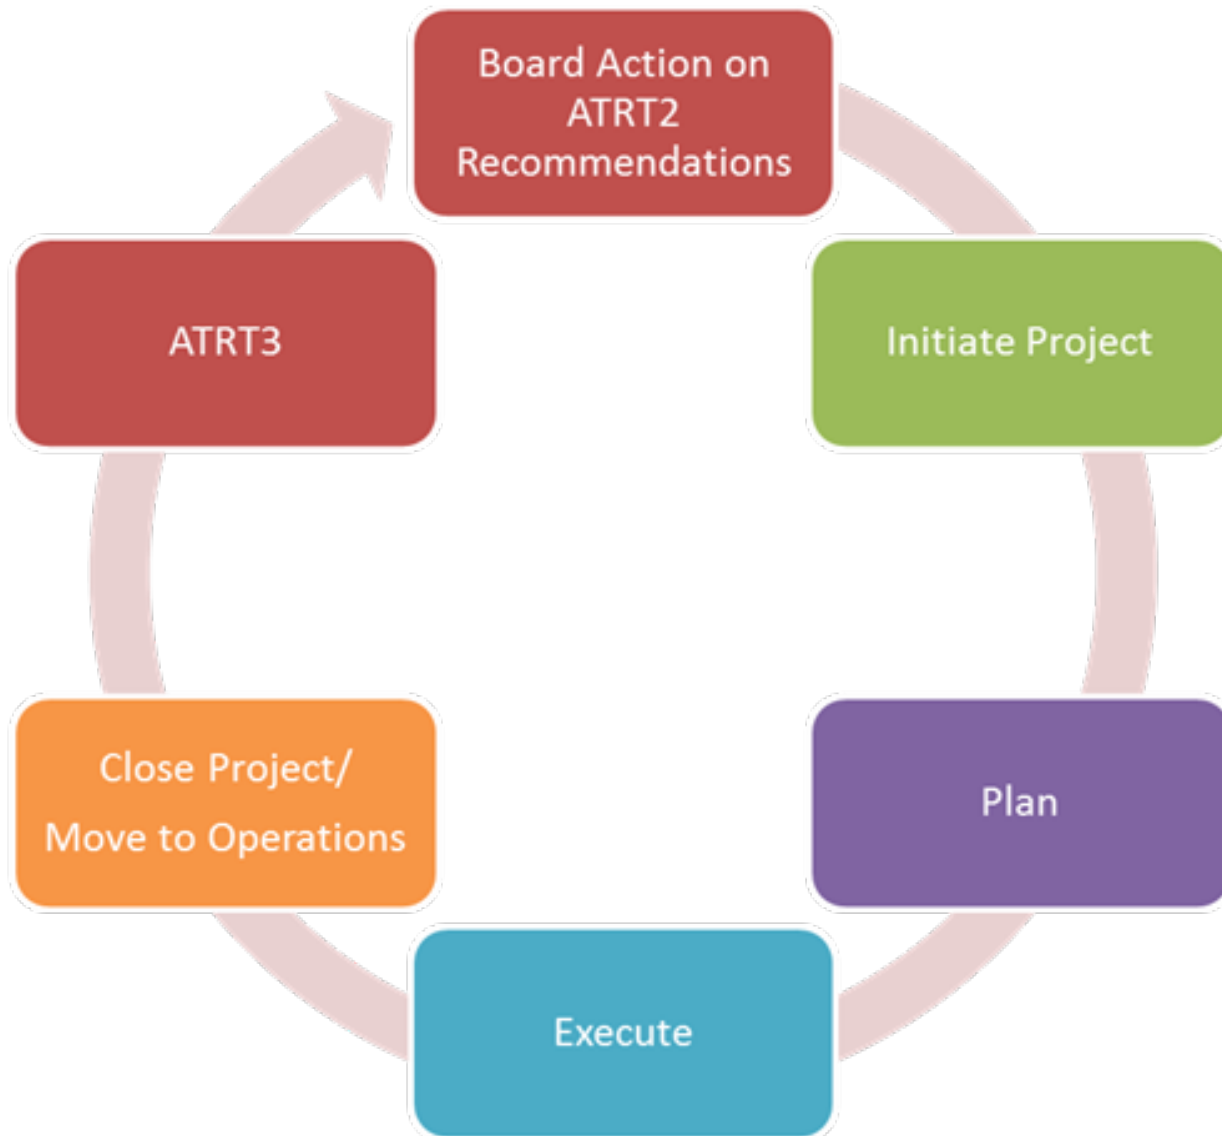 Board Action on
ATRT2
Recommendations
Initiate Project
Plan
Execute
Close Project/
Move to Operations
ATRT3